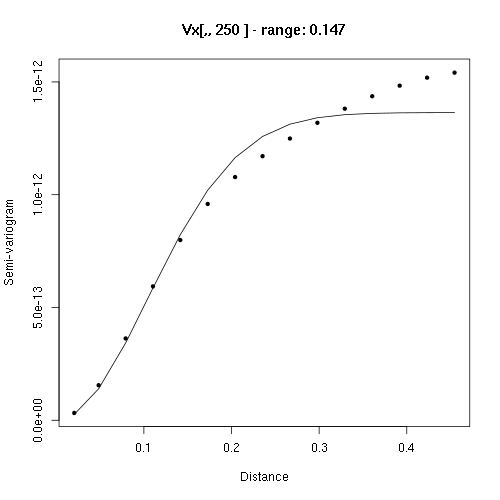 Vx[,, 250 ] - range: 0.147
Semi-variogram
0.0e+00
5.0e-13
1.0e-12
1.5e-12
0.1
0.2
0.3
0.4
Distance